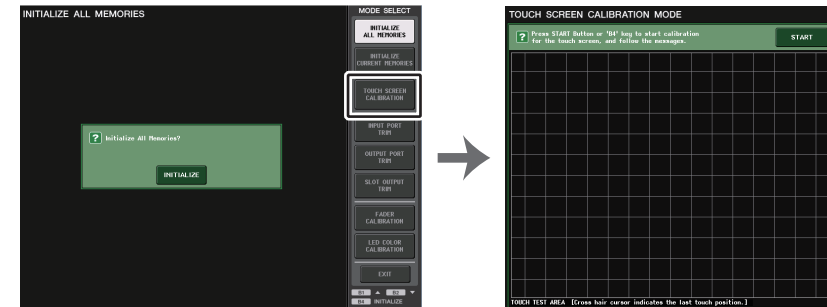 INITIALIZE ALL MEMORIES
MODE SELECT
INITIALIZE
ALL MEMORIES
INITIALIZE
CURRENT MEMORIES
TOUCH SCREEN
CALIBRATION
INPUT PORT
TRIM
OUTPUT PORT
TRIM
SLOT OUTPUT
TRIM
FADER
CALIBRATION
LED COLOR
CALIBRATION
EXIT
B1 ▲ B2 ▼
B4 INITIALIZE
? Initialize All Memories?
INITIALIZE
TOUCH SCREEN CALIBRATION MODE
? Press START Button or "B4" key to start calibration
for the touch screen, and follow the messages.
START
TOUCH TEST AREA [Cross hair cursor indicates the last touch position.]